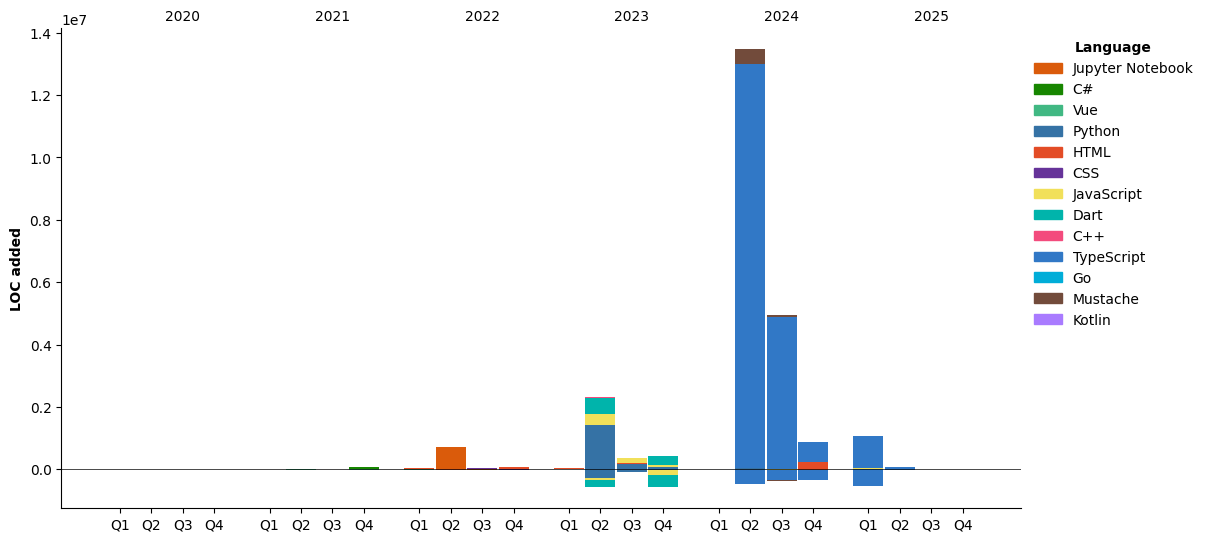 1e7
2020 2021 2022 2023 2024 2025
1.4
1.2
1.0
0.8
0.6
0.4
0.2
0.0
LOC added
Q1 Q2 Q3 Q4 Q1 Q2 Q3 Q4 Q1 Q2 Q3 Q4 Q1 Q2 Q3 Q4 Q1 Q2 Q3 Q4 Q1 Q2 Q3 Q4
Language
Jupyter Notebook
C#
Vue
Python
HTML
CSS
JavaScript
Dart
C++
TypeScript
Go
Mustache
Kotlin